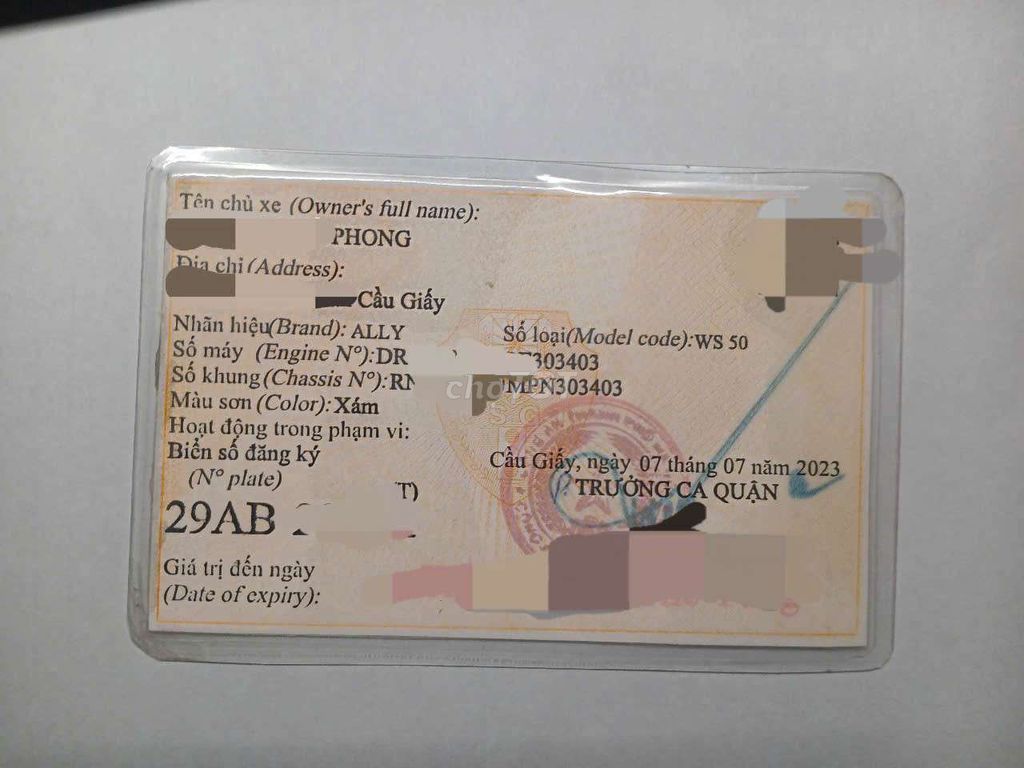 Tên chủ xe (Owner's full name):
PHONG
Địa chỉ (Address):
Cầu Giấy
Nhãn hiệu(Brand): ALLY Số loại(Model code): WS 50
Số máy (Engine Nº): DR 303403
Số khung (Chassis Nº): RN MPN303403
Màu sơn (Color): Xám
Hoạt động trong phạm vi:
Biển số đăng ký Cầu Giấy, ngày 07 tháng 07 năm 2023
(Nº plate) T) TRƯỞNG CA QUẬN
29AB
Giá trị đến ngày
(Date of expiry):